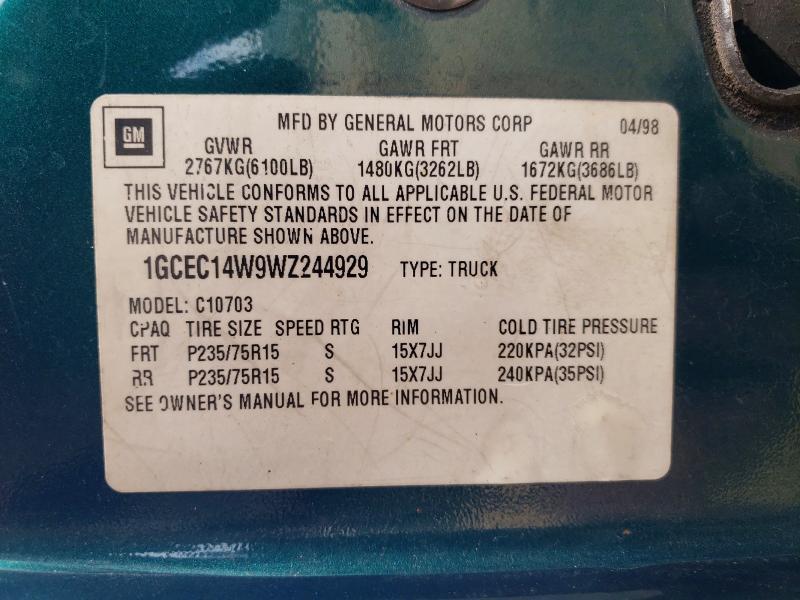 GM
MFD BY GENERAL MOTORS CORP 04/98
GVWR GAWR FRT GAWR RR
2767KG(6100LB) 1480KG(3262LB) 1672KG(3686LB)
THIS VEHICLE CONFORMS TO ALL APPLICABLE U.S. FEDERAL MOTOR
VEHICLE SAFETY STANDARDS IN EFFECT ON THE DATE OF
MANUFACTURE SHOWN ABOVE.
1GCEC14W9WZ244929 TYPE: TRUCK
MODEL: C10703
CPAQ TIRE SIZE SPEED RTG RIM COLD TIRE PRESSURE
FRT P235/75R15 S 15X7JJ 220KPA(32PSI)
RR P235/75R15 S 15X7JJ 240KPA(35PSI)
SEE OWNER'S MANUAL FOR MORE INFORMATION.